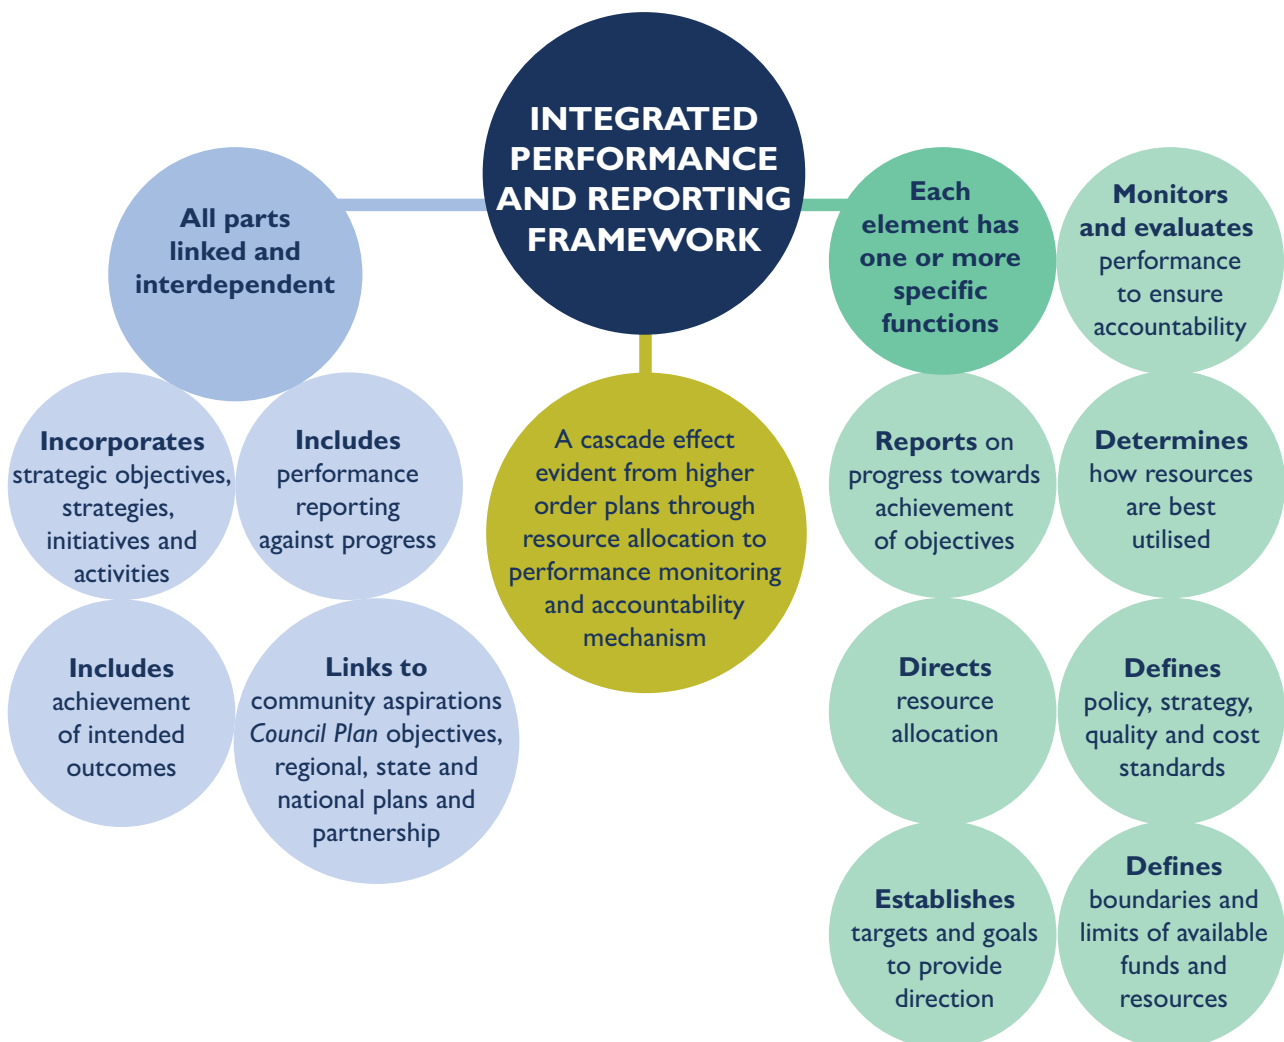 INTEGRATED
PERFORMANCE
AND REPORTING
FRAMEWORK
All parts
linked and
interdependent
Incorporates
strategic objectives,
strategies,
initiatives and
activities
Includes
performance
reporting
against progress
Includes
achievement
of intended
outcomes
Links to
community aspirations
Council Plan objectives,
regional, state and
national plans and
partnership
A cascade effect
evident from higher
order plans through
resource allocation to
performance monitoring
and accountability
mechanism
Each
element has
one or more
specific
functions
Monitors
and evaluates
performance
to ensure
accountability
Reports on
progress towards
achievement
of objectives
Determines
how resources
are best
utilised
Directs
resource
allocation
Defines
policy, strategy,
quality and cost
standards
Establishes
targets and goals
to provide
direction
Defines
boundaries and
limits of available
funds and
resources